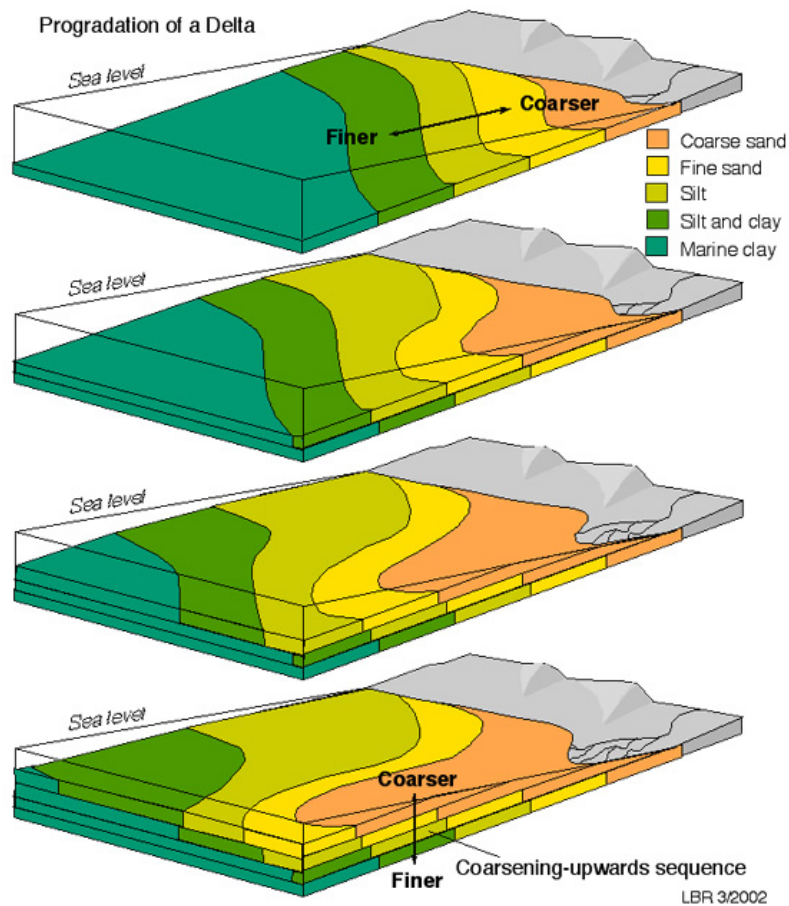 Progradation of a Delta
Sea level
Coarser
Finer
Coarse sand
Fine sand
Silt
Silt and clay
Marine clay
Sea level
Sea level
Sea level
Coarser
Coarsening-upwards sequence
Finer
LBR 3/2002